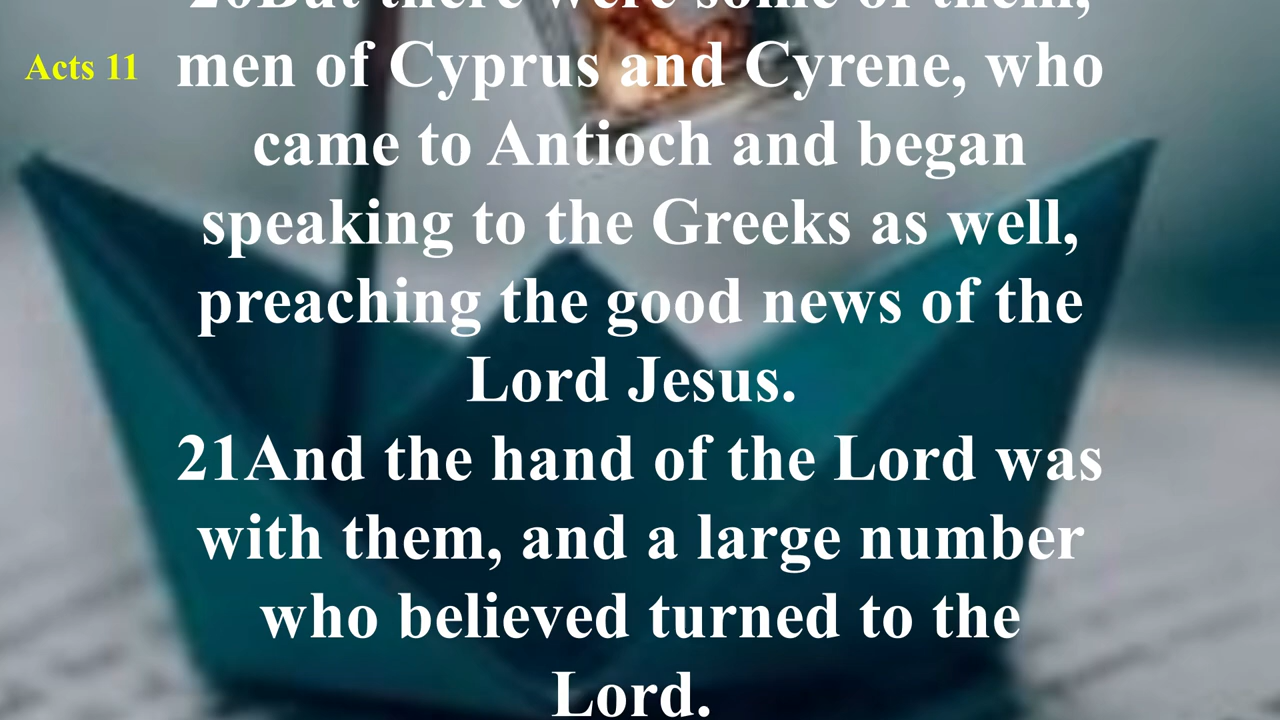 20But there were some of them,
Acts 11
men of Cyprus and Cyrene, who
came to Antioch and began
speaking to the Greeks as well,
preaching the good news of the
Lord Jesus.
21And the hand of the Lord was
with them, and a large number
who believed turned to the
Lord.